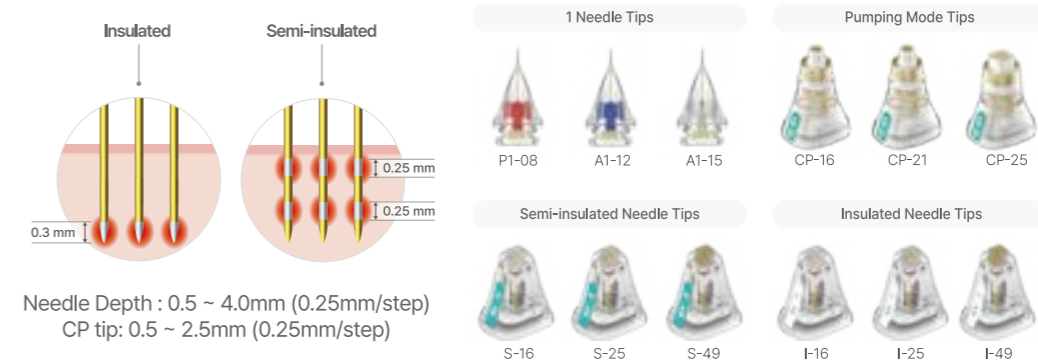 Insulated
Semi-insulated
0.25 mm
0.25 mm
0.3 mm
Needle Depth : 0.5 ~ 4.0mm (0.25mm/step)
CP tip: 0.5 ~ 2.5mm (0.25mm/step)
1 Needle Tips
P1-08
A1-12
A1-15
Pumping Mode Tips
CP-16
CP-21
CP-25
Semi-insulated Needle Tips
S-16
S-25
S-49
Insulated Needle Tips
I-16
I-25
I-49